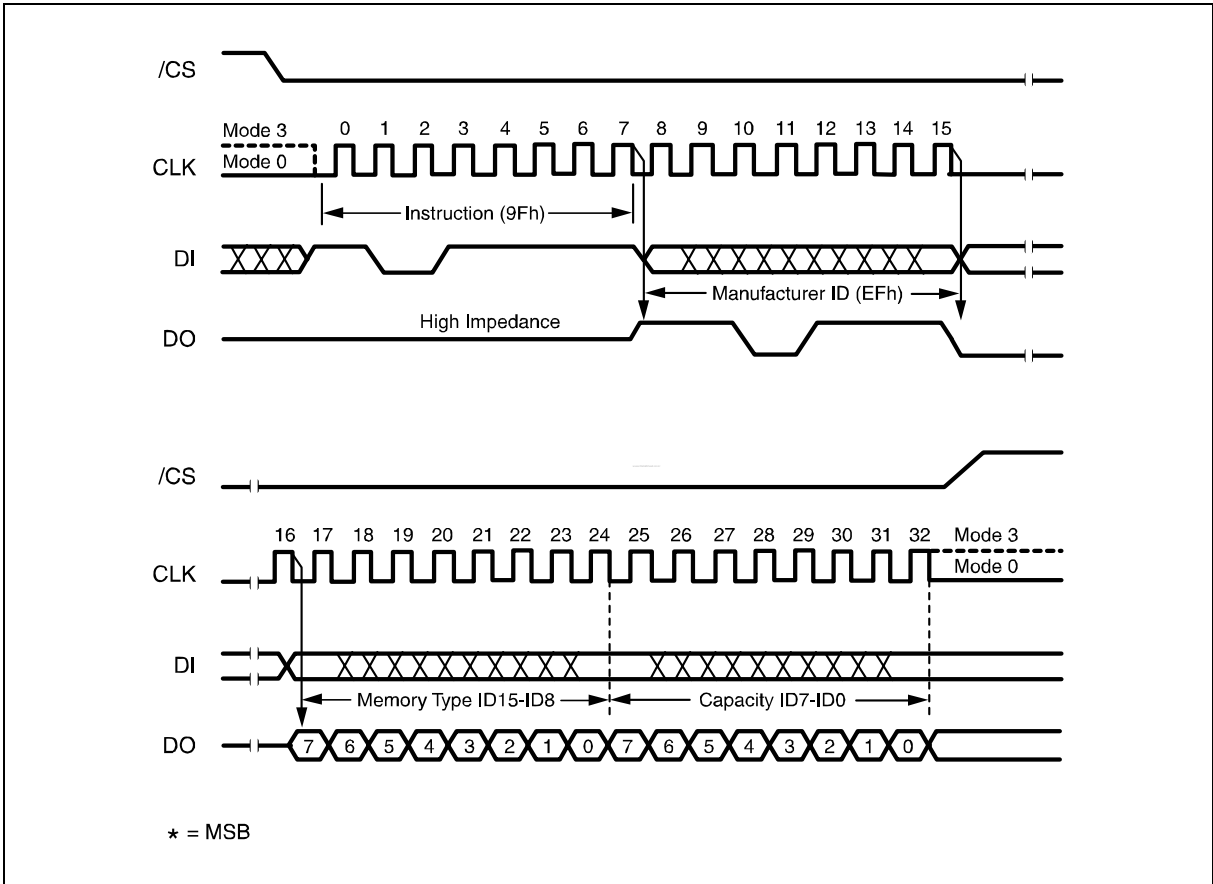 /CS
Mode 3 0 1 2 3 4 5 6 7 8 9 10 11 12 13 14 15
CLK Mode 0
Instruction (9Fh)
DI
Manufacturer ID (EFh)
High Impedance
DO
/CS
16 17 18 19 20 21 22 23 24 25 26 27 28 29 30 31 32 Mode 3
CLK Mode 0
DI
Memory Type ID15-ID8 Capacity ID7-ID0
DO 7 6 5 4 3 2 1 0 7 6 5 4 3 2 1 0
* = MSB